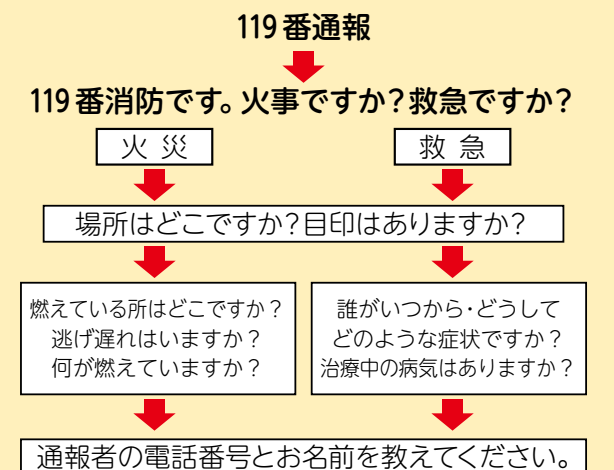 119番通報
119番消防です。火事ですか?救急ですか?
火 災
救 急
場所はどこですか?目印はありますか?
燃えている所はどこですか?
逃げ遅れはいますか?
何が燃えていますか?
誰がいつから・どうして
どのような症状ですか?
治療中の病気はありますか?
通報者の電話番号とお名前を教えてください。